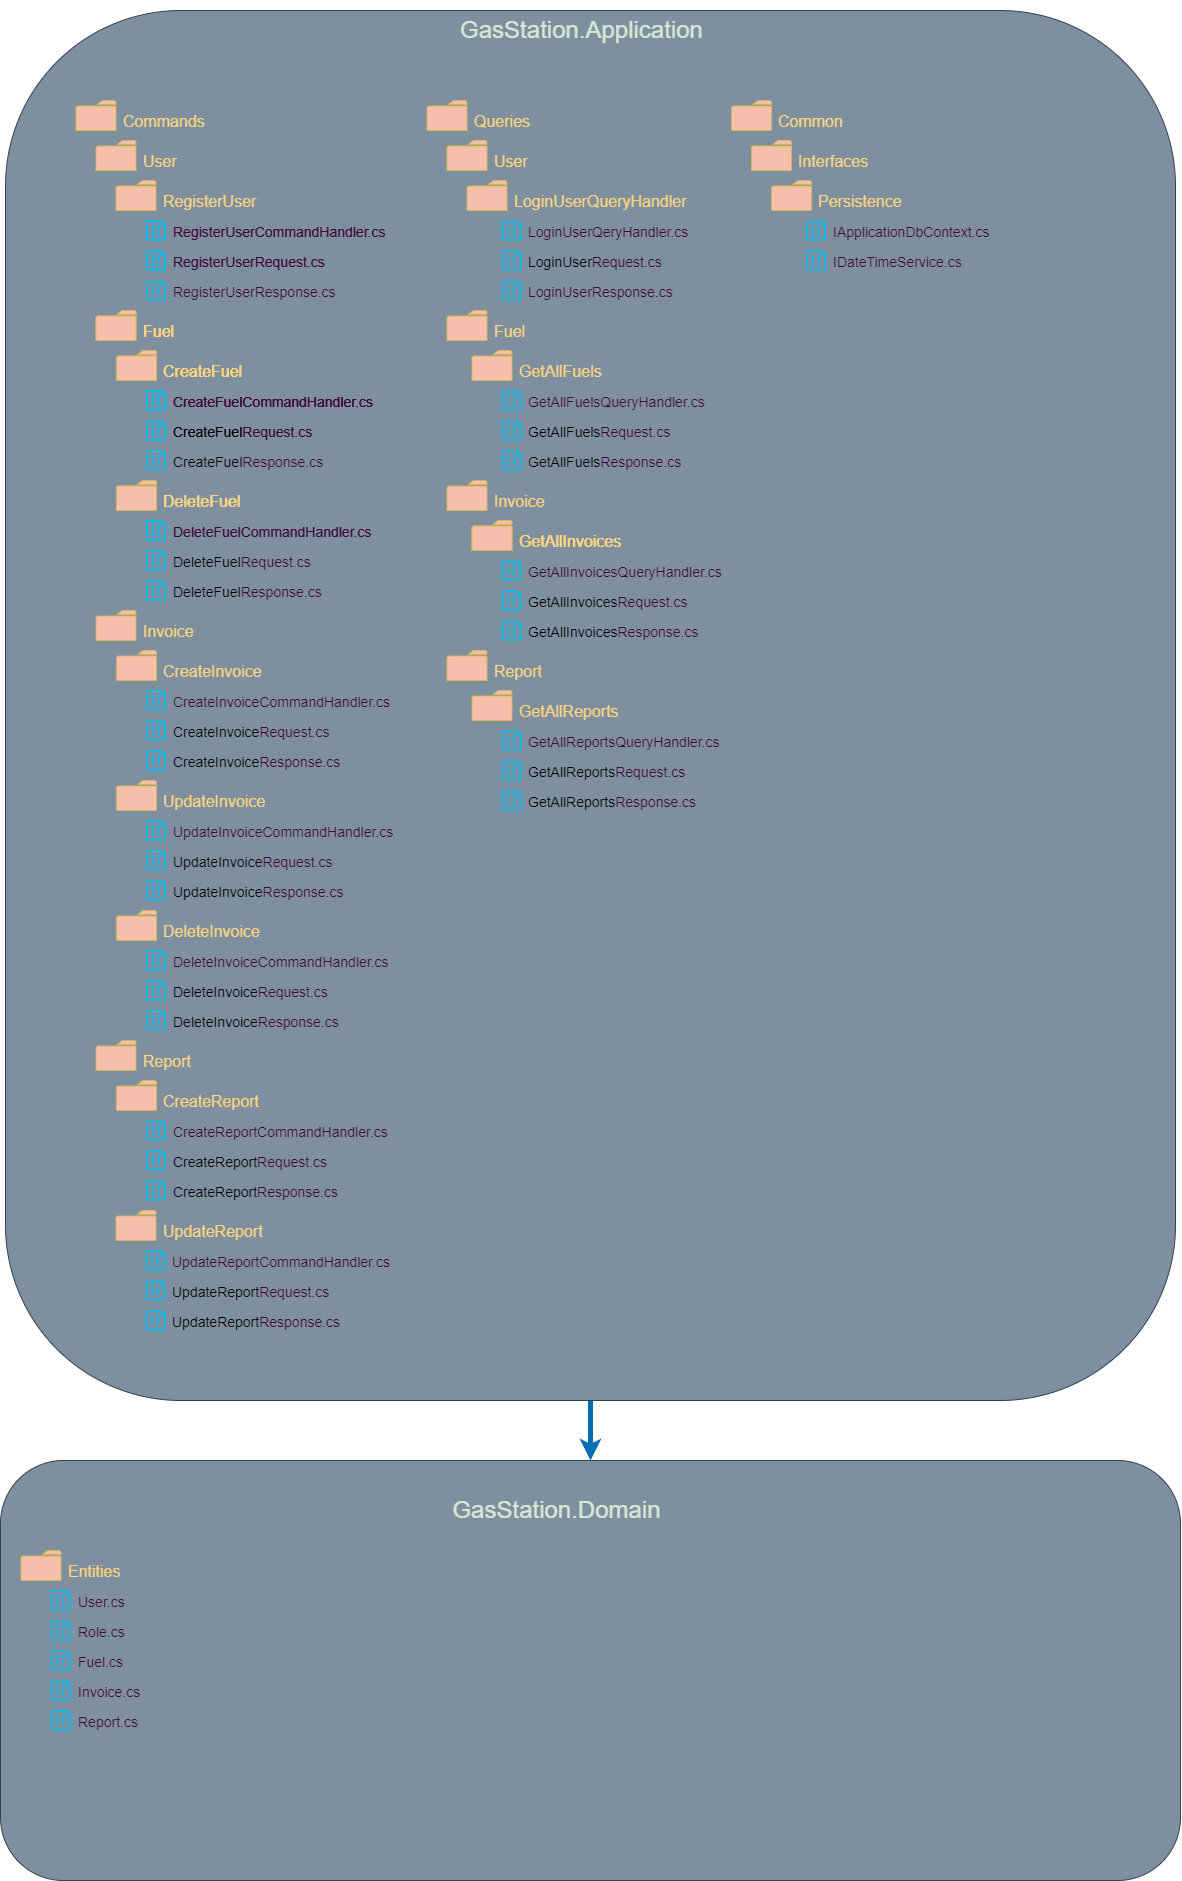 GasStation.Application
Commands
User
RegisterUser
RegisterUserCommandHandler.cs
RegisterUserRequest.cs
RegisterUserResponse.cs
Fuel
CreateFuel
CreateFuelCommandHandler.cs
CreateFuelRequest.cs
CreateFuelResponse.cs
DeleteFuel
DeleteFuelCommandHandler.cs
DeleteFuelRequest.cs
DeleteFuelResponse.cs
Invoice
CreateInvoice
CreateInvoiceCommandHandler.cs
CreateInvoiceRequest.cs
CreateInvoiceResponse.cs
UpdateInvoice
UpdateInvoiceCommandHandler.cs
UpdateInvoiceRequest.cs
UpdateInvoiceResponse.cs
DeleteInvoice
DeleteInvoiceCommandHandler.cs
DeleteInvoiceRequest.cs
DeleteInvoiceResponse.cs
Report
CreateReport
CreateReportCommandHandler.cs
CreateReportRequest.cs
CreateReportResponse.cs
UpdateReport
UpdateReportCommandHandler.cs
UpdateReportRequest.cs
UpdateReportResponse.cs
Queries
User
LoginUserQueryHandler
LoginUserQeryHandler.cs
LoginUserRequest.cs
LoginUserResponse.cs
Fuel
GetAllFuels
GetAllFuelsQueryHandler.cs
GetAllFuelsRequest.cs
GetAllFuelsResponse.cs
Invoice
GetAllInvoices
GetAllInvoicesQueryHandler.cs
GetAllInvoicesRequest.cs
GetAllInvoicesResponse.cs
Report
GetAllReports
GetAllReportsQueryHandler.cs
GetAllReportsRequest.cs
GetAllReportsResponse.cs
Common
Interfaces
Persistence
IApplicationDbContext.cs
IDateTimeService.cs
GasStation.Domain
Entities
User.cs
Role.cs
Fuel.cs
Invoice.cs
Report.cs